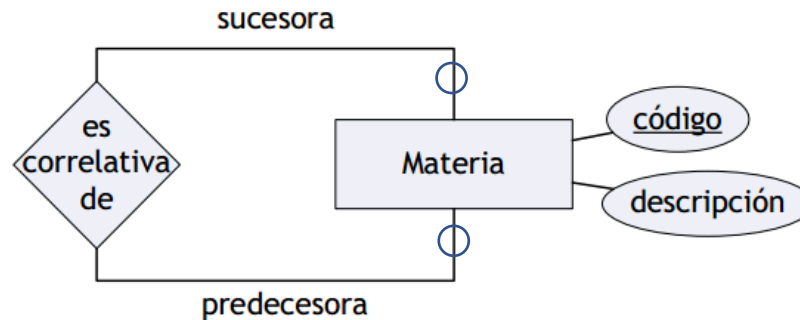 sucesora
es
correlativa
de
Materia
código
descripción
predecesora